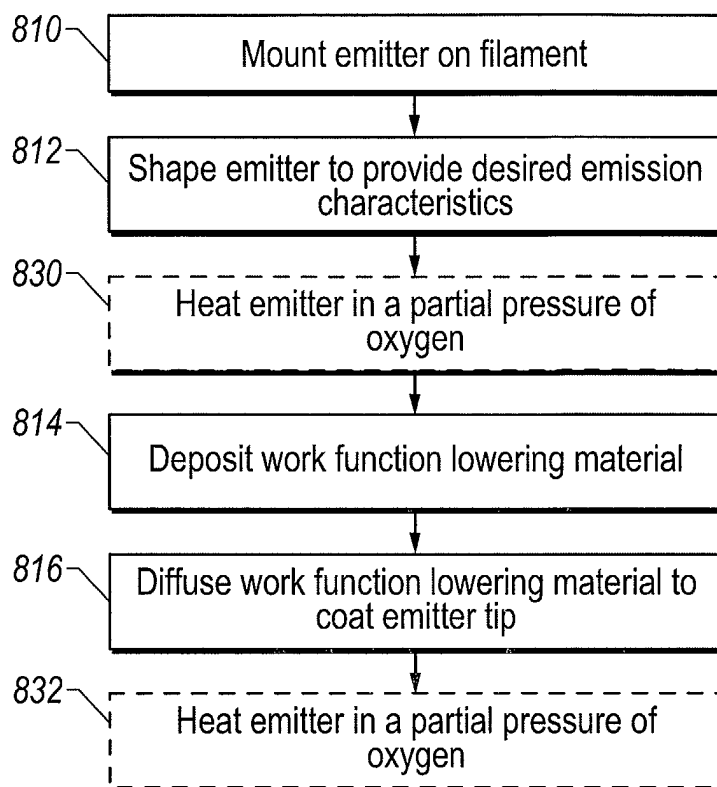 810
Mount emitter on filament
812
Shape emitter to provide desired emission
characteristics
830
Heat emitter in a partial pressure of
oxygen
814
Deposit work function lowering material
816
Diffuse work function lowering material to
coat emitter tip
832
Heat emitter in a partial pressure of
oxygen